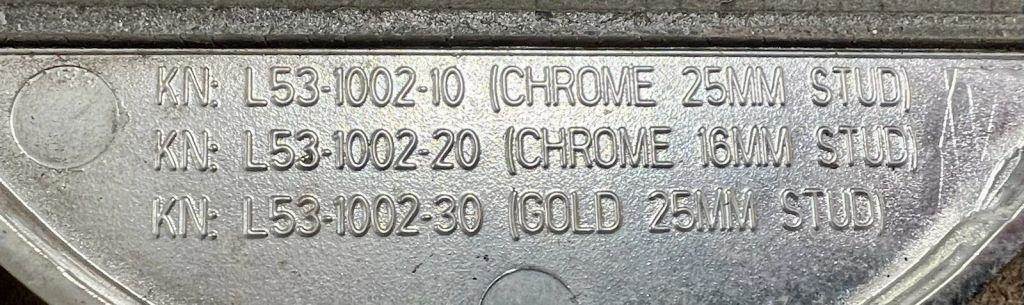 KN: L53-1002-10 (CHROME 25MM STUD)
KN: L53-1002-20 (CHROME 16MM STUD)
KN: L53-1002-30 (GOLD 25MM STUD)